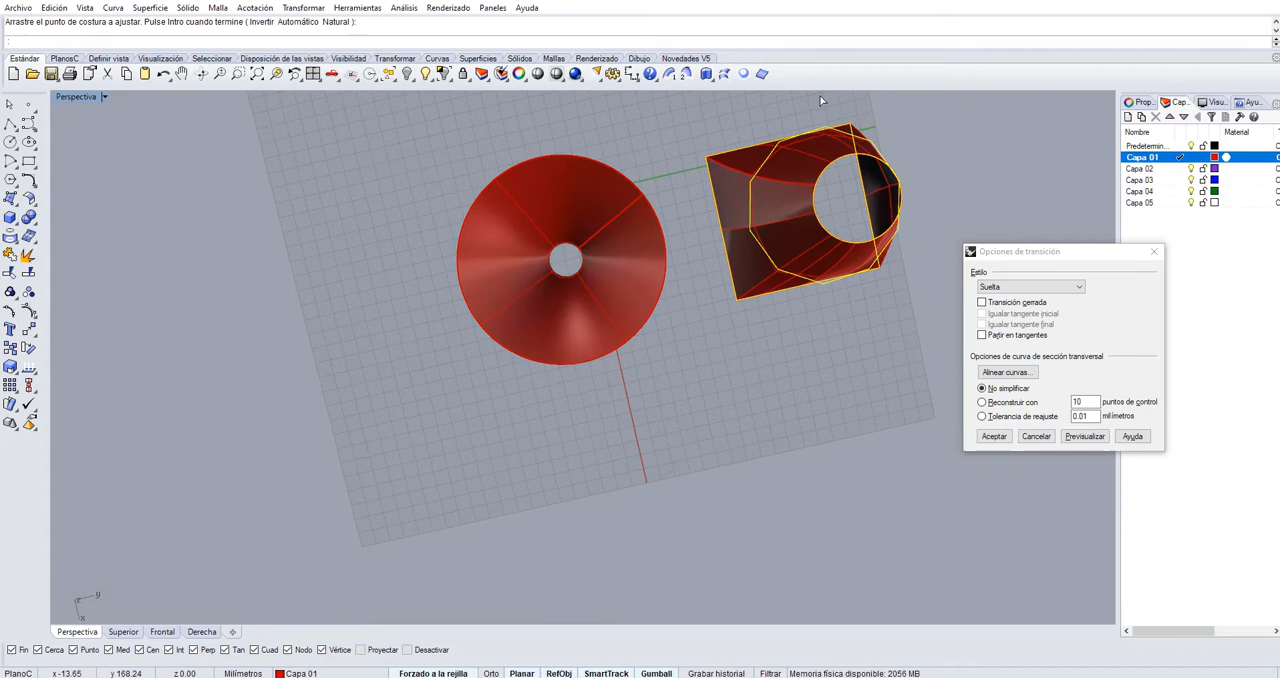 Archivo Edición Vista Curva Superficie Sólido Malla Acotación Transformar Herramientas Análisis Renderizado Paneles Ayuda
Arrastre el punto de costura a ajustar. Pulse Intro cuando termine ( Invertir Automático Natural ):
:
Estándar PlanosC Definir vista Visualización Seleccionar Disposición de las vistas Visibilidad Transformar Curvas Superficies Sólidos Mallas Renderizado Dibujo Novedades V5
Perspectiva
Prop... Cap... Visu... Ayu...
Nombre Material
Predetermin...
Capa 01
Capa 02
Capa 03
Capa 04
Capa 05
Opciones de transición
Estilo
Suelta
Transición cerrada
Igualar tangente inicial
Igualar tangente final
Partir en tangentes
Opciones de curva de sección transversal
Alinear curvas...
No simplificar
Reconstruir con 10 puntos de control
Tolerancia de reajuste 0.01 milímetros
Aceptar Cancelar Previsualizar Ayuda
z y
x
Perspectiva Superior Frontal Derecha
Fin Cerca Punto Med Cen Int Perp Tan Cuad Nodo Vértice Proyectar Desactivar
PlanoC x -13.65 y 168.24 z 0.00 Milímetros Capa 01 Forzado a la rejilla Orto Planar RefObj SmartTrack Gumball Grabar historial Filtrar Memoria física disponible: 2056 MB